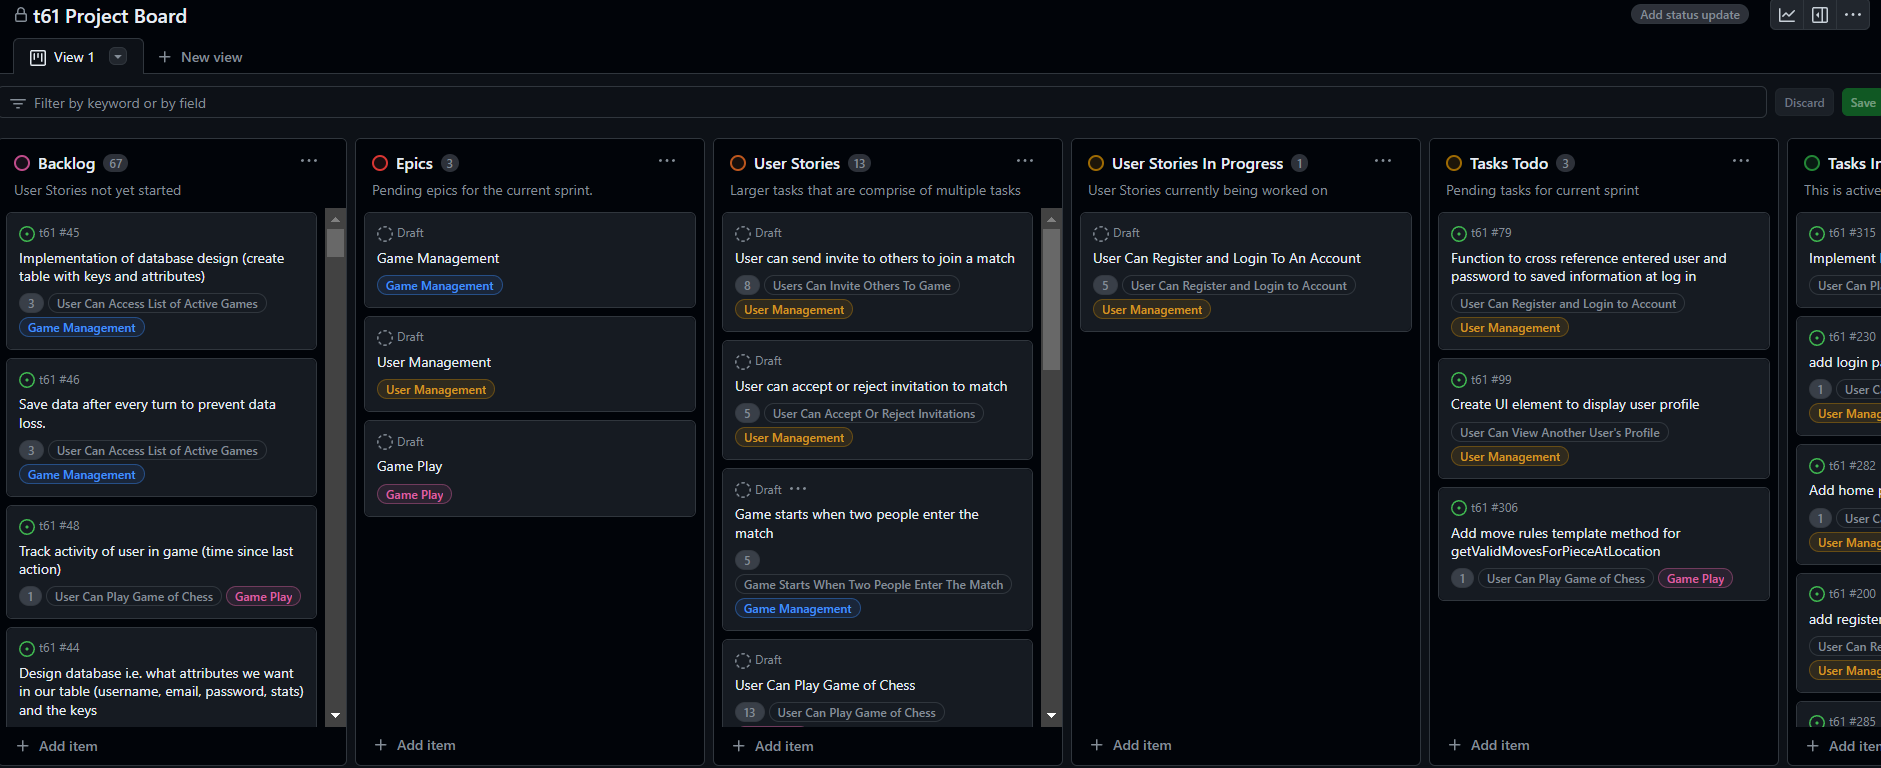 t61 Project Board
Add status update
View 1
New view
Filter by keyword or by field
Discard
Save
Backlog 67
User Stories not yet started
t61 #45
Implementation of database design (create
table with keys and attributes)
3 User Can Access List of Active Games
Game Management
t61 #46
Save data after every turn to prevent data
loss.
3 User Can Access List of Active Games
Game Management
t61 #48
Track activity of user in game (time since last
action)
1 User Can Play Game of Chess Game Play
t61 #44
Design database i.e. what attributes we want
in our table (username, email, password, stats)
and the keys
Add item
Epics 3
Pending epics for the current sprint.
Draft
Game Management
Game Management
Draft
User Management
User Management
Draft
Game Play
Game Play
Add item
User Stories 13
Larger tasks that are comprise of multiple tasks
Draft
User can send invite to others to join a match
8 Users Can Invite Others To Game
User Management
Draft
User can accept or reject invitation to match
5 User Can Accept Or Reject Invitations
User Management
Draft
Game starts when two people enter the
match
5
Game Starts When Two People Enter The Match
Game Management
Draft
User Can Play Game of Chess
13 User Can Play Game of Chess
Add item
User Stories In Progress 1
User Stories currently being worked on
Draft
User Can Register and Login To An Account
5 User Can Register and Login to Account
User Management
Add item
Tasks Todo 3
Pending tasks for current sprint
t61 #79
Function to cross reference entered user and
password to saved information at log in
User Can Register and Login to Account
User Management
t61 #99
Create UI element to display user profile
User Can View Another User's Profile
User Management
t61 #306
Add move rules template method for
getValidMovesForPieceAtLocation
1 User Can Play Game of Chess Game Play
Add item
Tasks In
This is active
t61 #315
Implement
User Can Pl
t61 #230
add login p
1 User C
User Manag
t61 #282
Add home p
1 User C
User Manag
t61 #200
add register
User Can Re
User Manag
t61 #285
Add iter